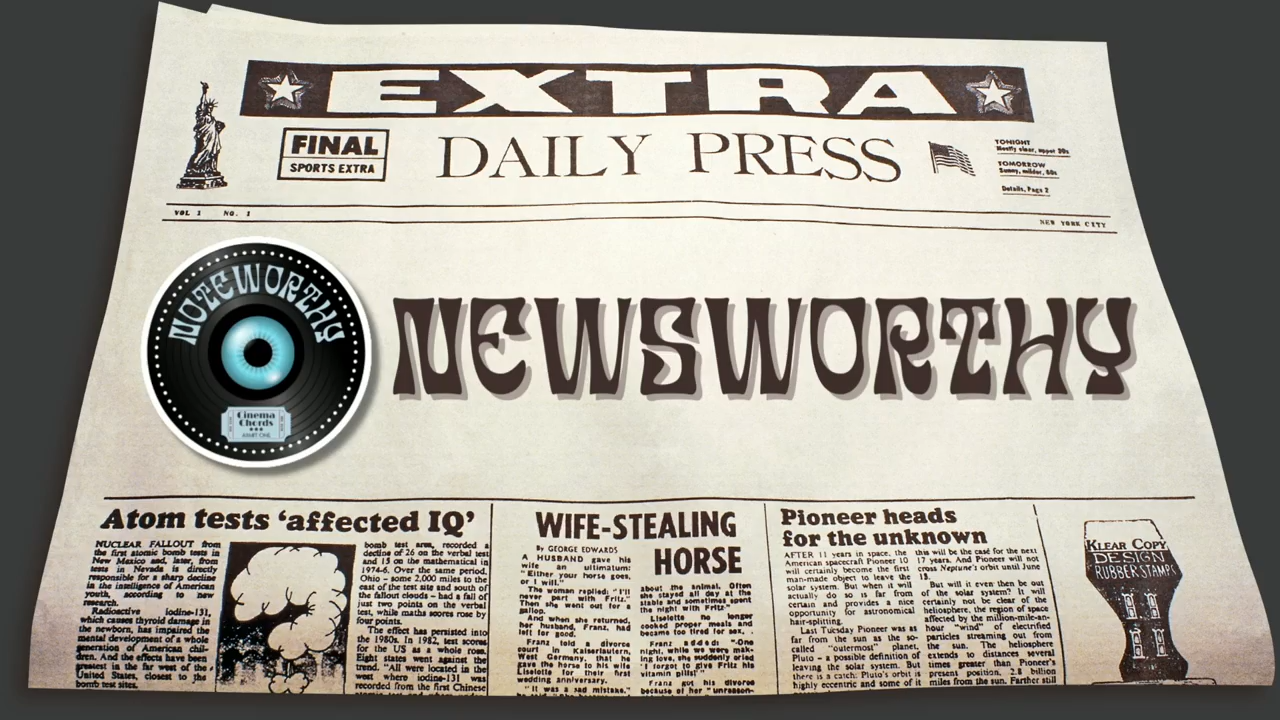 EXTRA
FINAL
SPORTS EXTRA
DAILY PRESS
TONIGHT
Mostly clear, upper 30s
TOMORROW
Sunny, milder, 50s
Details, Page 2
VOL 1 NO. 1
NEW YORK CITY
NOTEWORTHY
Cinema
Chords
ADMIT ONE
NEWSWORTHY
Atom tests ‘affected IQ’
NUCLEAR FALLOUT from
the first atomic bomb tests in
New Mexico and, later, from
tests in Nevada is directly
responsible for a sharp decline
in the intelligence of American
youth, according to new
research.
Radioactive iodine-131,
which causes thyroid damage in
the newborn, has impaired the
mental development of a whole
generation of American chil-
dren. And the effects have been
greatest in the far west of the
United States, closest to the
bomb test sites.
bomb test area, recorded a
decline of 26 on the verbal test
and 15 on the mathematical in
1974-6. Over the same period,
Ohio – some 2,000 miles to the
east of the test site and south of
the fallout clouds – had a fall of
just two points on the verbal
test, while maths scores rose by
four points.
The effect has persisted into
the 1980s. In 1982, test scores
for the US as a whole rose.
Eight states went against the
trend. All were located in the
west where iodine-131 was
recorded from the first Chinese
WIFE-STEALING
HORSE
By GEORGE EDWARDS
A HUSBAND gave his
wife an ultimatum:
"Either your horse goes,
or I will."
The woman replied: "I'll
never part with Fritz."
Then she went out for a
gallop.
And when she returned,
her husband, Franz, had
left for good.
Franz told a divorce
court in Kaiserlautern,
West Germany, that he
gave the horse to his wife
Liselotte for their first
wedding anniversary.
"It was a sad mistake,"
about the animal. Often
she stayed all day at the
stable and sometimes spent
the night with Fritz.
Liselotte no longer
cooked proper meals and
became too tired for sex.
Franz added: "One
night, while we were mak-
ing love, she suddenly cried
'I forgot to give Fritz his
vitamin pills!'"
Franz got his divorce
because of her "unreason-
Pioneer heads
for the unknown
AFTER 11 years in space, the
American spacecraft Pioneer 10
will certainly become the first
man-made object to leave the
solar system. But when it will
actually do so is far from
certain and provides a nice
opportunity for astronomical
hair-splitting.
Last Tuesday Pioneer was as
far from the sun as the so-
called "outermost" planet,
Pluto – a possible definition of
leaving the solar system. But
there is a catch: Pluto's orbit is
highly eccentric and some of it
this will be the case for the next
17 years. And Pioneer will not
cross Neptune's orbit until June
13.
But will it even then be out
of the solar system? It will
certainly not be clear of the
heliosphere, the region of space
affected by the million-mile-an-
hour "wind" of electrified
particles streaming out from
the sun. The heliosphere
extends to distances several
times greater than Pioneer's
present position, 2.8 billion
miles from the sun. Farther still
KLEAR COPY
DESIGN
RUBBER STAMPS